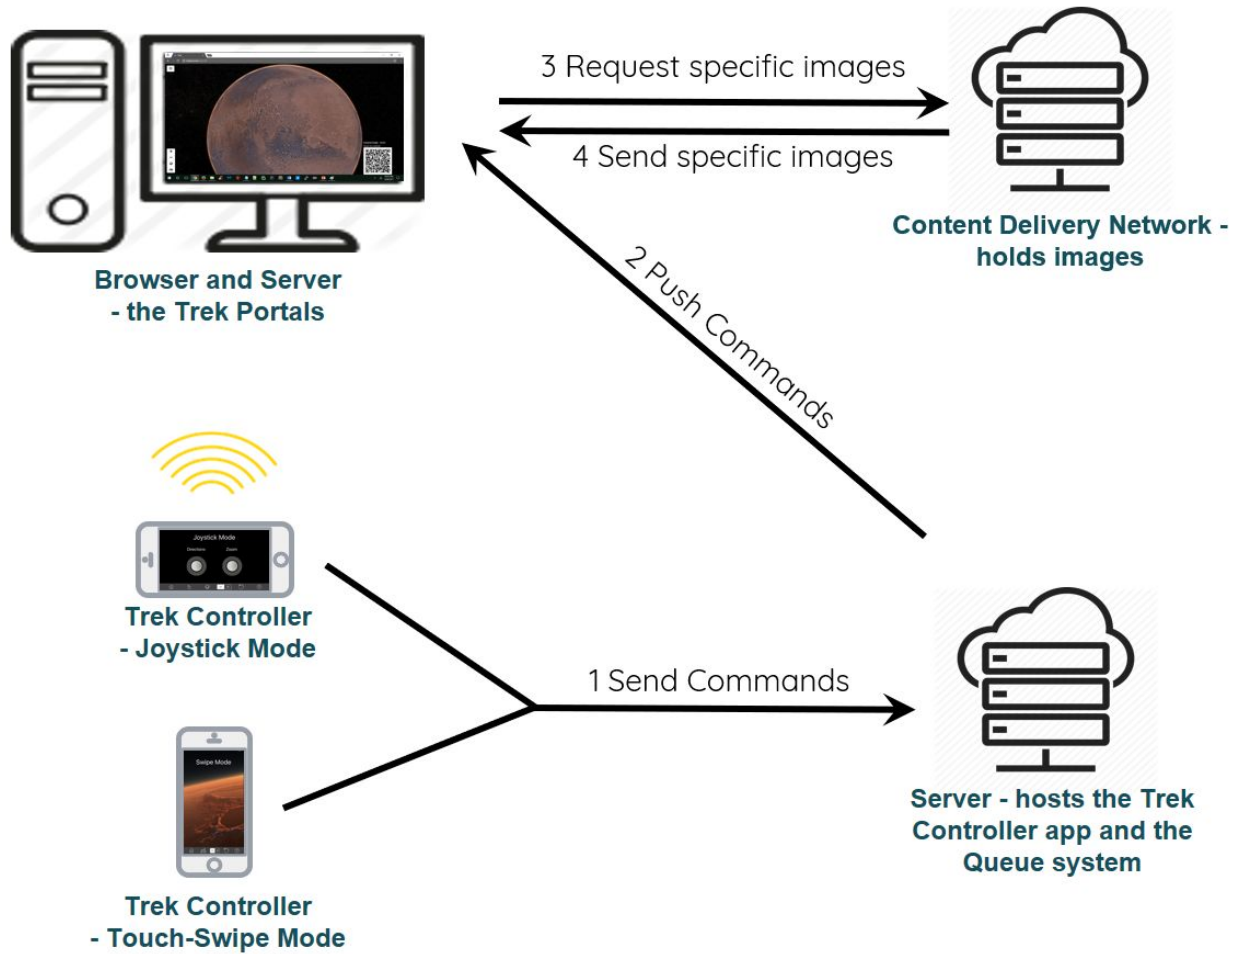 3 Request specific images
4 Send specific images
Content Delivery Network -
holds images
Browser and Server
- the Trek Portals
2 Push Commands
Joystick Mode
Directions Zoom
Trek Controller
- Joystick Mode
1 Send Commands
Swipe Mode
Server - hosts the Trek
Controller app and the
Queue system
Trek Controller
- Touch-Swipe Mode